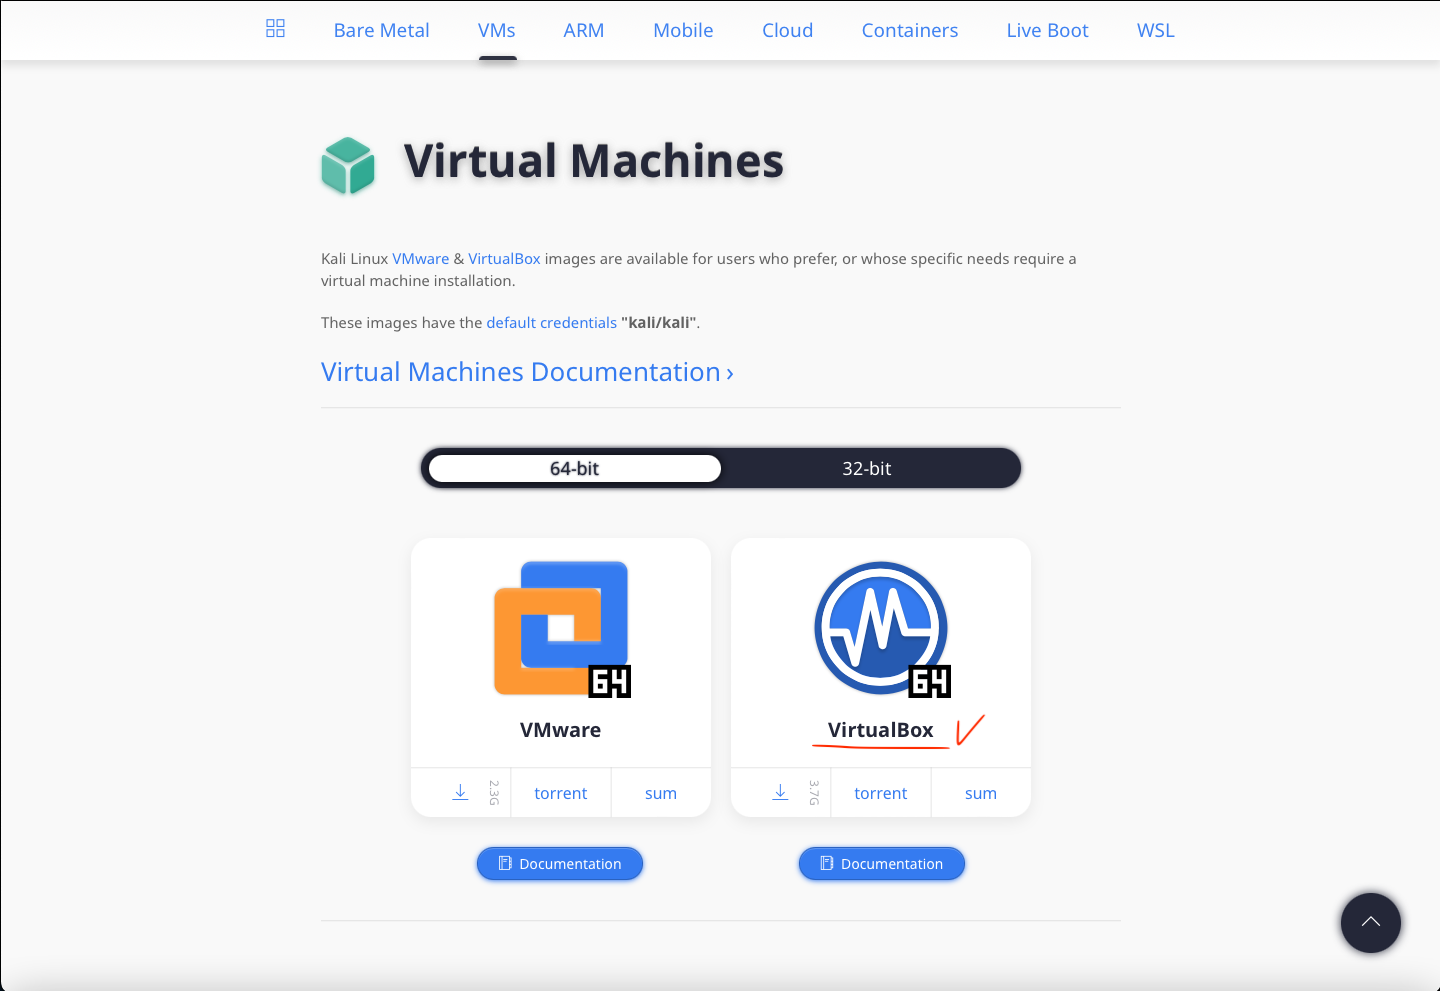 Bare Metal VMs ARM Mobile Cloud Containers Live Boot WSL
Virtual Machines
Kali Linux VMware & VirtualBox images are available for users who prefer, or whose specific needs require a
virtual machine installation.
These images have the default credentials "kali/kali".
Virtual Machines Documentation ›
64-bit 32-bit
64 64
VMware VirtualBox
2.3G torrent sum 3.7G torrent sum
Documentation Documentation